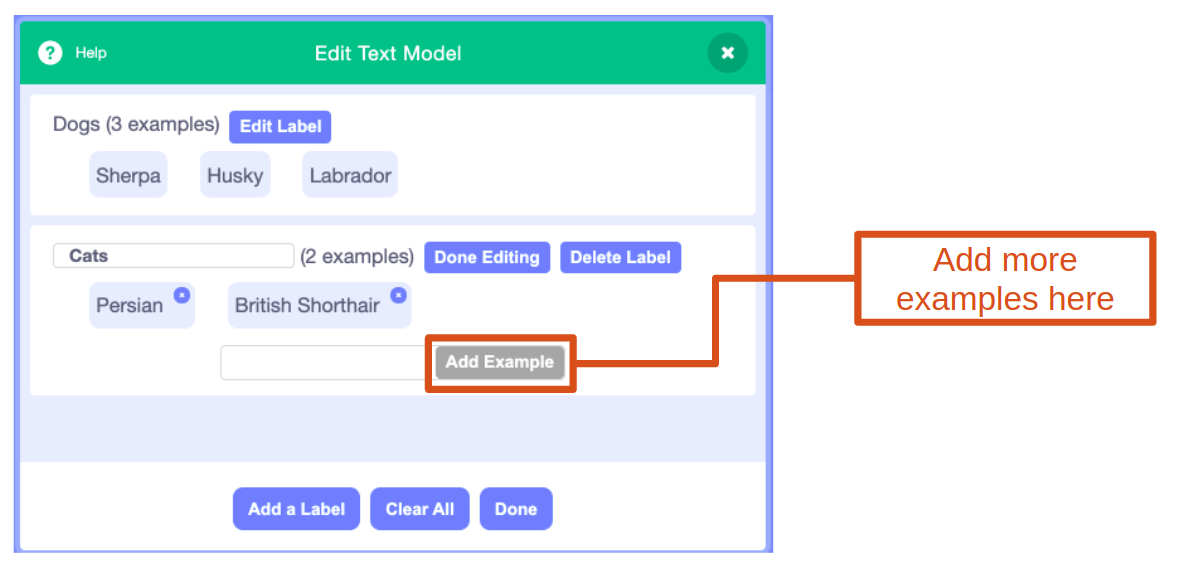 ? Help Edit Text Model ×
Dogs (3 examples) Edit Label
Sherpa Husky Labrador
Cats (2 examples) Done Editing Delete Label
Persian × British Shorthair ×
Add Example
Add more
examples here
Add a Label Clear All Done